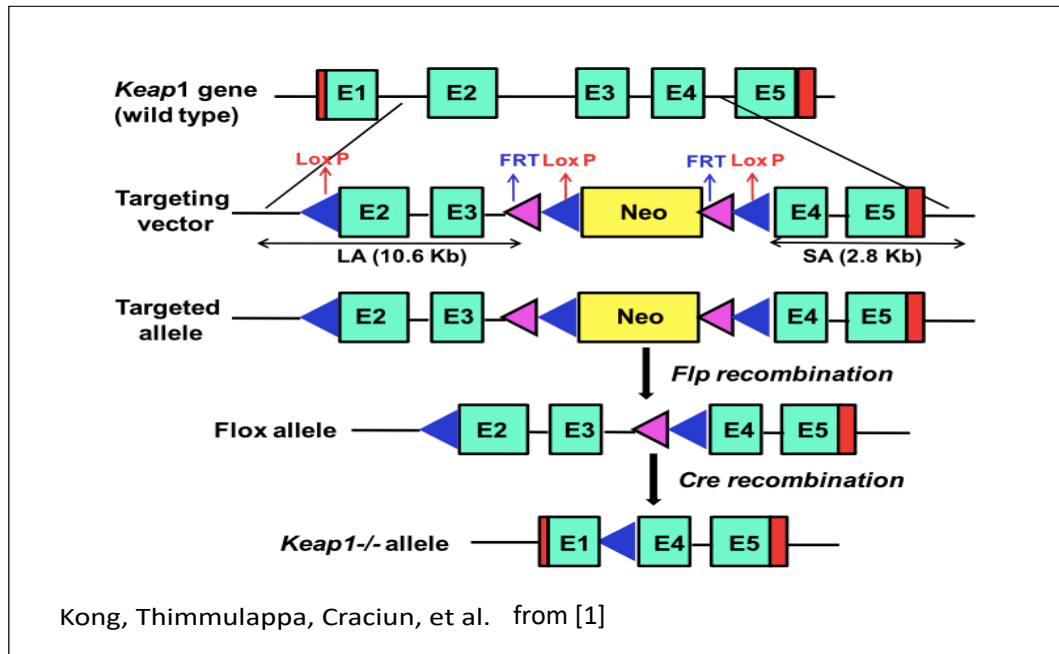 Keap1 gene
(wild type)
E1 E2 E3 E4 E5
Lox P FRT Lox P FRT Lox P
Targeting
vector
E2 E3 Neo E4 E5
LA (10.6 Kb) SA (2.8 Kb)
Targeted
allele
E2 E3 Neo E4 E5
Flp recombination
Flox allele
E2 E3 E4 E5
Cre recombination
Keap1-/- allele
E1 E4 E5
Kong, Thimmulappa, Craciun, et al. from [1]